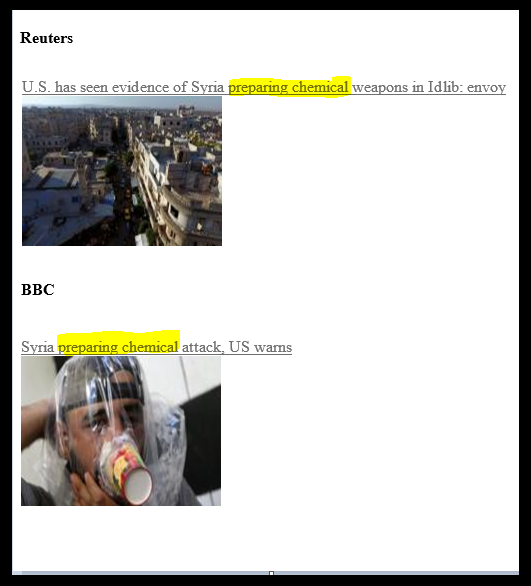 Reuters
U.S. has seen evidence of Syria preparing chemical weapons in Idlib: envoy
BBC
Syria preparing chemical attack, US warns